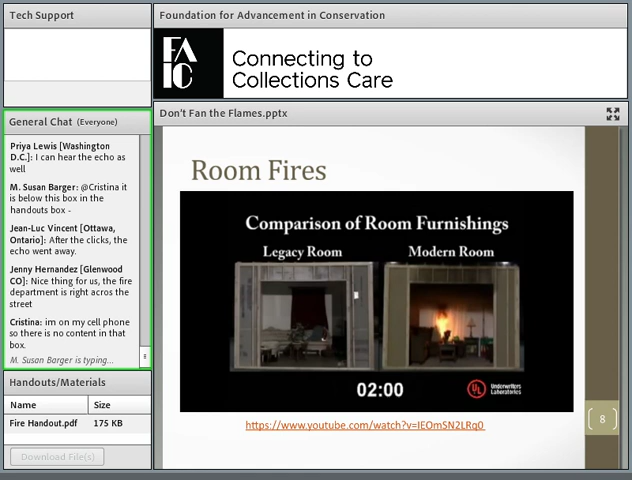 Tech Support
General Chat (Everyone)
Priya Lewis [Washington
D.C.]: I can hear the echo as
well
M. Susan Barger: @Cristina it
is below this box in the
handouts box -
Jean-Luc Vincent [Ottawa,
Ontario]: After the clicks, the
echo went away.
Jenny Hernandez [Glenwood
CO]: Nice thing for us, the fire
department is right acros the
street
Cristina: im on my cell phone
so there is no content in that
box.
M. Susan Barger is typing...
Handouts/Materials
Name Size
Fire Handout.pdf 175 KB
Download File(s)
Foundation for Advancement in Conservation
FAIC
Connecting to
Collections Care
Don't Fan the Flames.pptx
Room Fires
Comparison of Room Furnishings
Legacy Room Modern Room
02:00
UL
Underwriters
Laboratories
https://www.youtube.com/watch?v=IEOmSN2LRq0
8